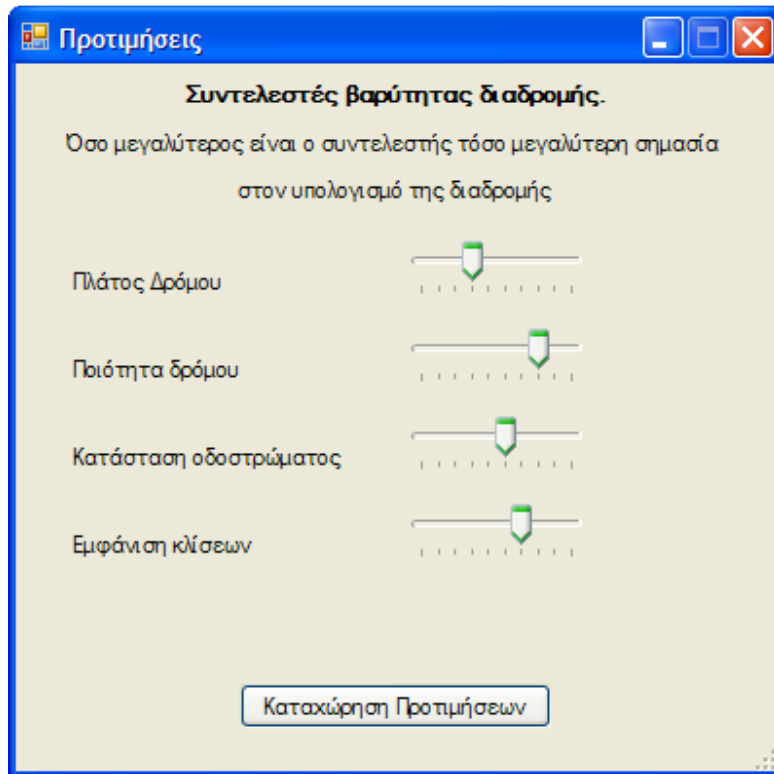 Προτιμήσεις
Συντελεστές βαρύτητας διαδρομής.
Όσο μεγαλύτερος είναι ο συντελεστής τόσο μεγαλύτερη σημασία
στον υπολογισμό της διαδρομής
Πλάτος Δρόμου
Ποιότητα δρόμου
Κατάσταση οδοστρώματος
Εμφάνιση κλίσεων
Καταχώρηση Προτιμήσεων